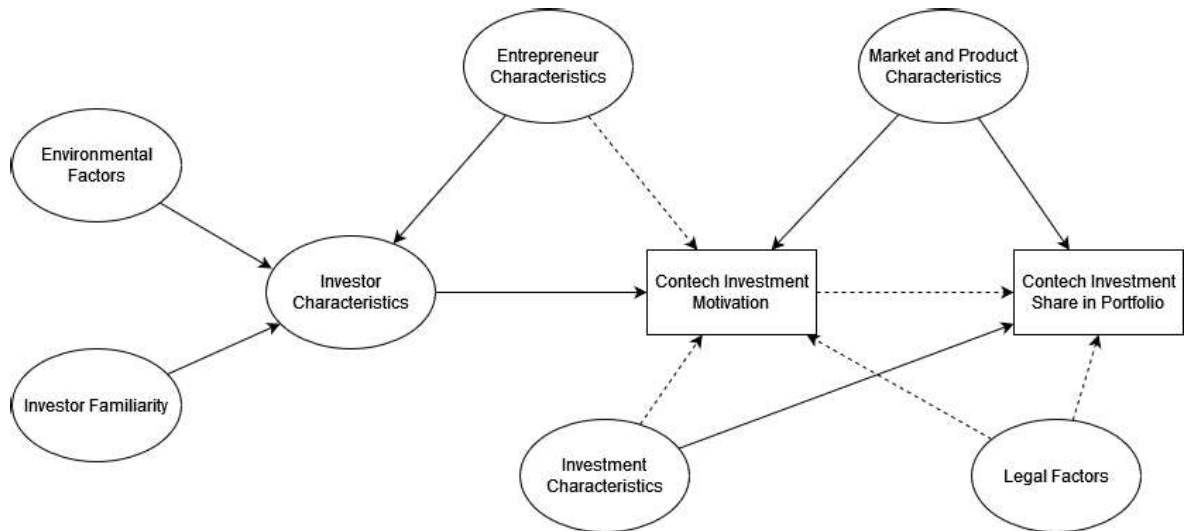 Entrepreneur
Characteristics
Market and Product
Characteristics
Environmental
Factors
Investor
Characteristics
Contech Investment
Motivation
Contech Investment
Share in Portfolio
Investor Familiarity
Investment
Characteristics
Legal Factors